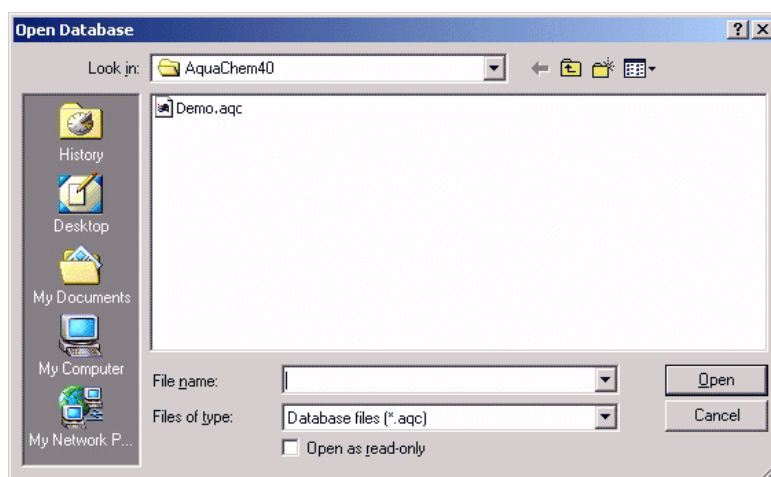 Open Database
Look in: AquaChem40
Demo.aqc
History
Desktop
My Documents
My Computer
My Network P...
File name: Open
Files of type: Database files (*.aqc) Cancel
Open as read-only